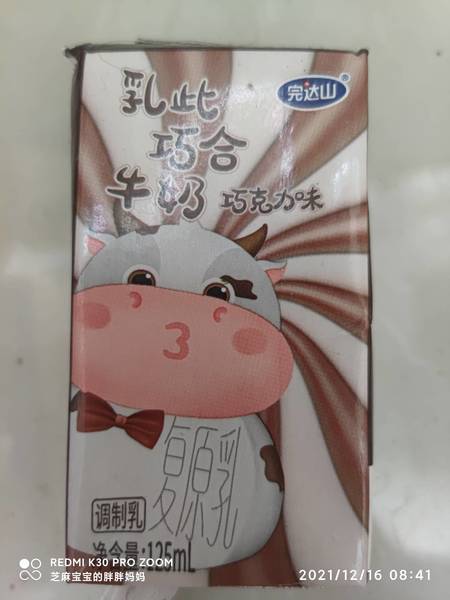 完达山®
乳此
巧合
牛奶 巧克力味
复原乳
调制乳
净含量:125mL
REDMI K30 PRO ZOOM
芝麻宝宝的胖胖妈妈
2021/12/16 08:41